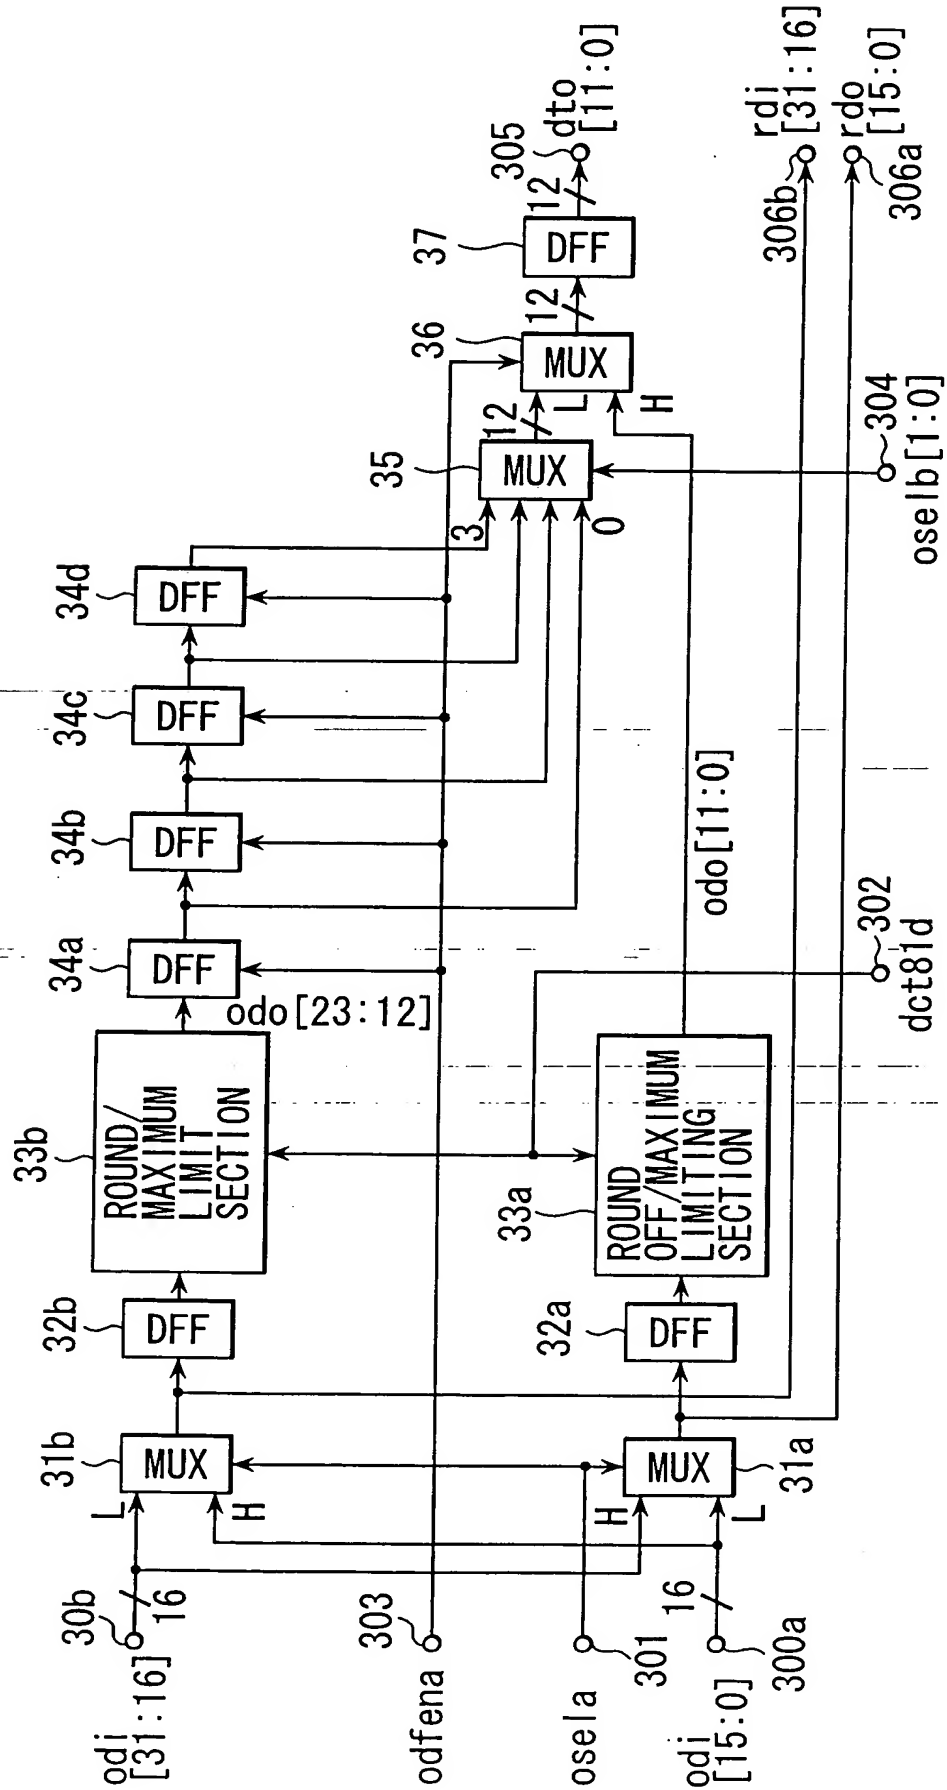 odi
[31:16]
30b
16
L
H
31b
MUX
32b
DFF
33b
ROUND/
MAXIMUM
LIMIT
SECTION
34a
DFF
odo[23:12]
34b
DFF
34c
DFF
34d
DFF
3
0
35
MUX
12
L
H
36
MUX
12
37
DFF
12
305
dto
[11:0]
odfena
303
osela
301
odi
[15:0]
300a
16
H
L
MUX
31a
32a
DFF
33a
ROUND
OFF/MAXIMUM
LIMITING
SECTION
302
dct81d
odo[11:0]
304
oselb[1:0]
306b
rdi
[31:16]
rdo
[15:0]
306a